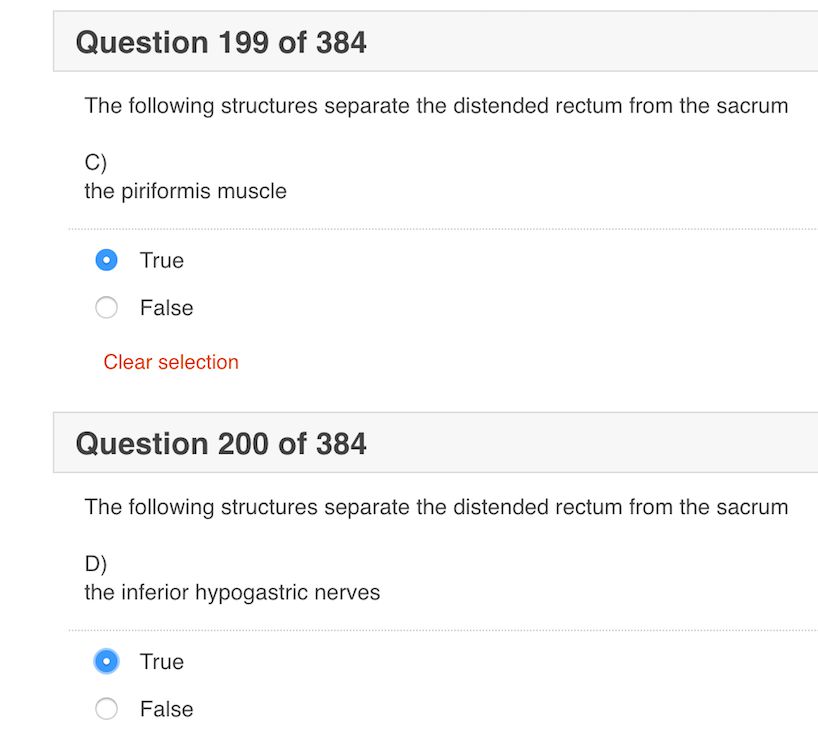 Question 199 of 384
The following structures separate the distended rectum from the sacrum
C)
the piriformis muscle
True
False
Clear selection
Question 200 of 384
The following structures separate the distended rectum from the sacrum
D)
the inferior hypogastric nerves
True
False